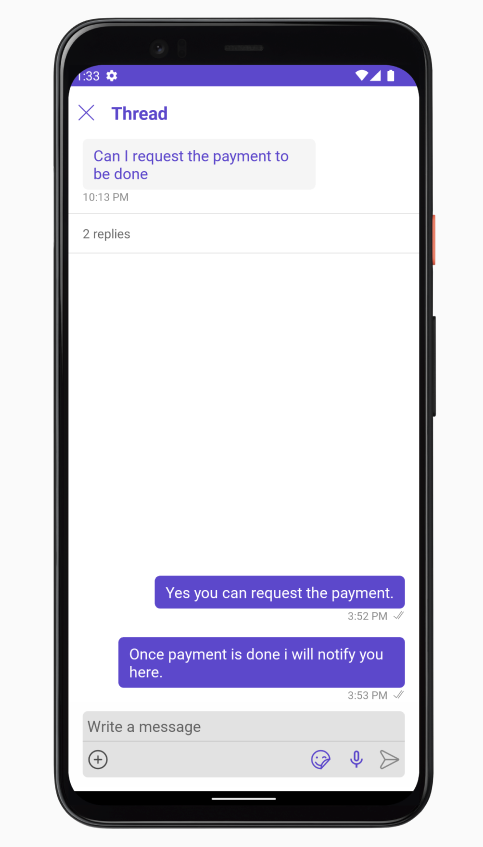 1:33
Thread
Can I request the payment to
be done
10:13 PM
2 replies
Yes you can request the payment.
3:52 PM
Once payment is done i will notify you
here.
3:53 PM
Write a message